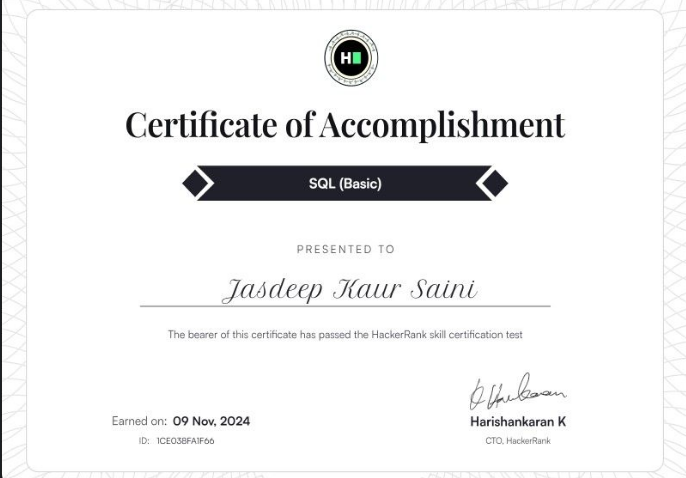 H
Certificate of Accomplishment
SQL (Basic)
PRESENTED TO
Jasdeep Kaur Saini
The bearer of this certificate has passed the HackerRank skill certification test
Earned on: 09 Nov, 2024
ID: 1CE03BFA1F66
Harishankaran K
CTO, HackerRank